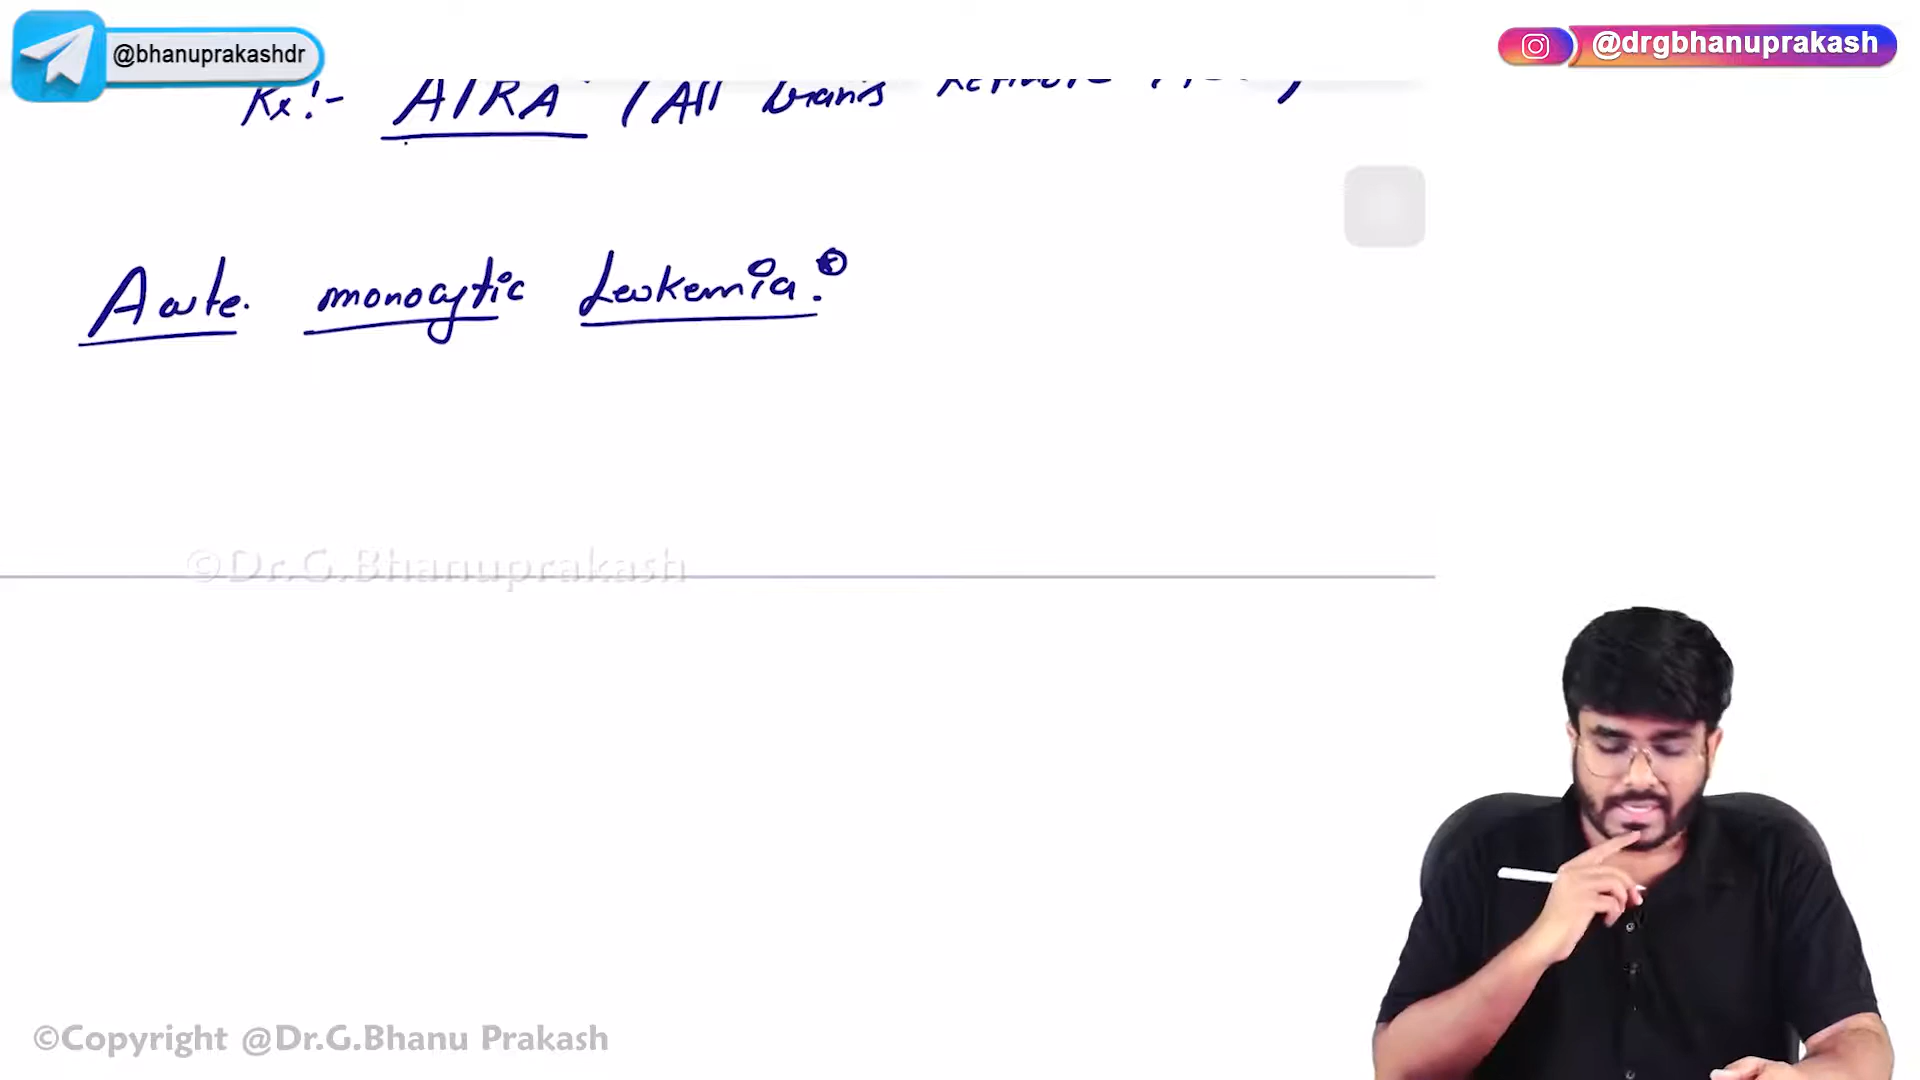 @bhanuprakashdr
@drgbhanuprakash
Rx:- ATRA (All trans
Acute. monocytic Leukemia.
©Dr.G.Bhanuprakash
©Copyright @Dr.G.Bhanu Prakash